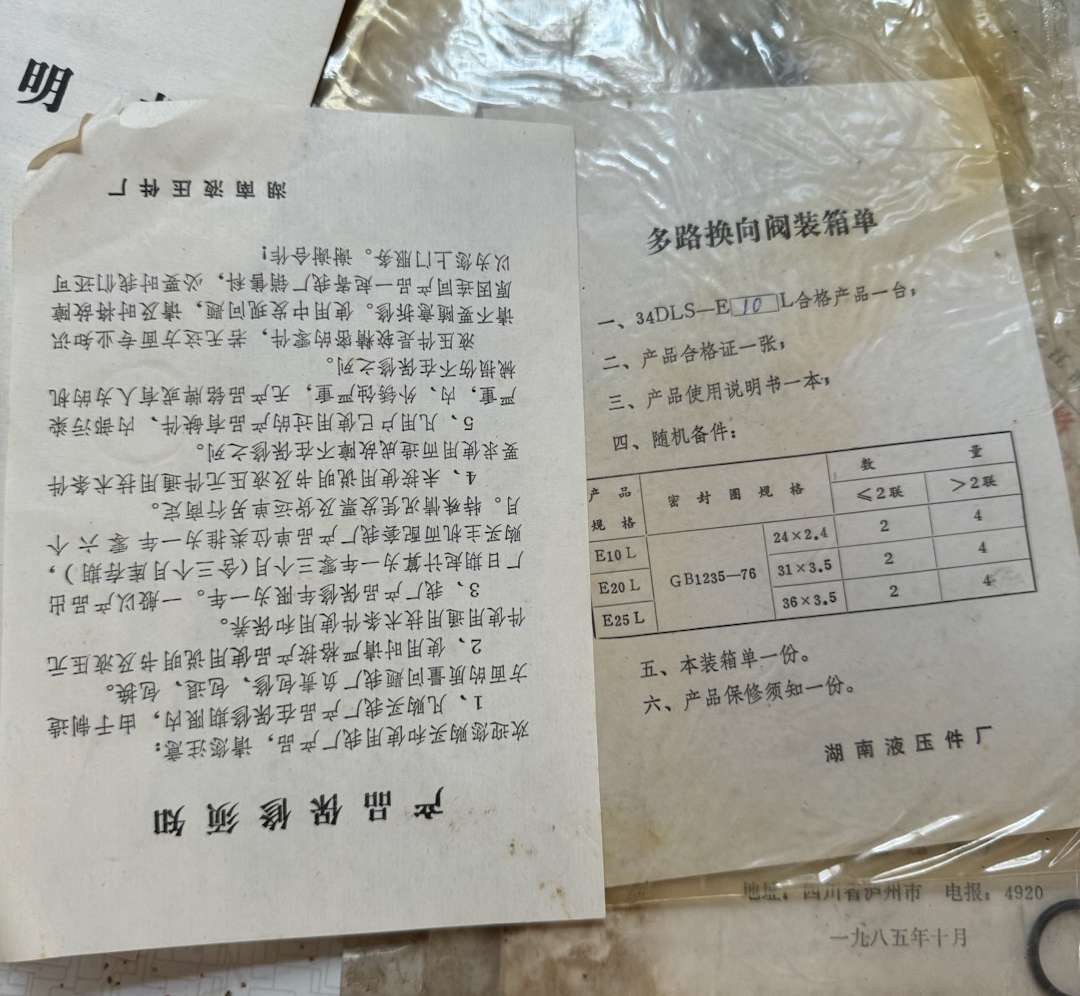 明
产品保修须知
欢迎您购买和使用我厂产品，请您注意：
1、凡购买我厂产品在保修期限内，由于制造
方面的质量问题我厂负责包修、包退、包换。
2、使用时请严格按产品使用说明书及液压元
件使用通用技术条件使用和保养。
3、我厂产品保修年限为一年。一般以产品出
厂日期起计算为一年零三个月（含三个月库存期），
购买主机而配套我厂产品单位类推为一年零六个
月。特殊情况凭发票及货运单另行商定。
4、未按使用说明书及液压元件通用技术条件
要求使用而造成故障不在保修之列。
5、凡用户已使用过的产品有缺件、内部污染
严重，内、外锈蚀严重，无产品铭牌或有人为的机
械损伤不在保修之列。
液压件是较精密的零件，若无这方面专业知识
请不要随意拆修。使用中发现问题，请及时将故障
原因连同产品一起寄我厂销售科，必要时我们还可
以为您上门服务。谢谢合作！
湖南液压件厂
多路换向阀装箱单
一、34DLS—E10L合格产品一台；
二、产品合格证一张；
三、产品使用说明书一本；
四、随机备件：
产品规格 密封圈规格 数量
≤2联 >2联
E10L GB1235—76 24×2.4 2 4
E20L 31×3.5 2 4
E25L 36×3.5 2 4
五、本装箱单一份。
六、产品保修须知一份。
湖南液压件厂
地址：四川省泸州市 电报：4920
一九八五年十月